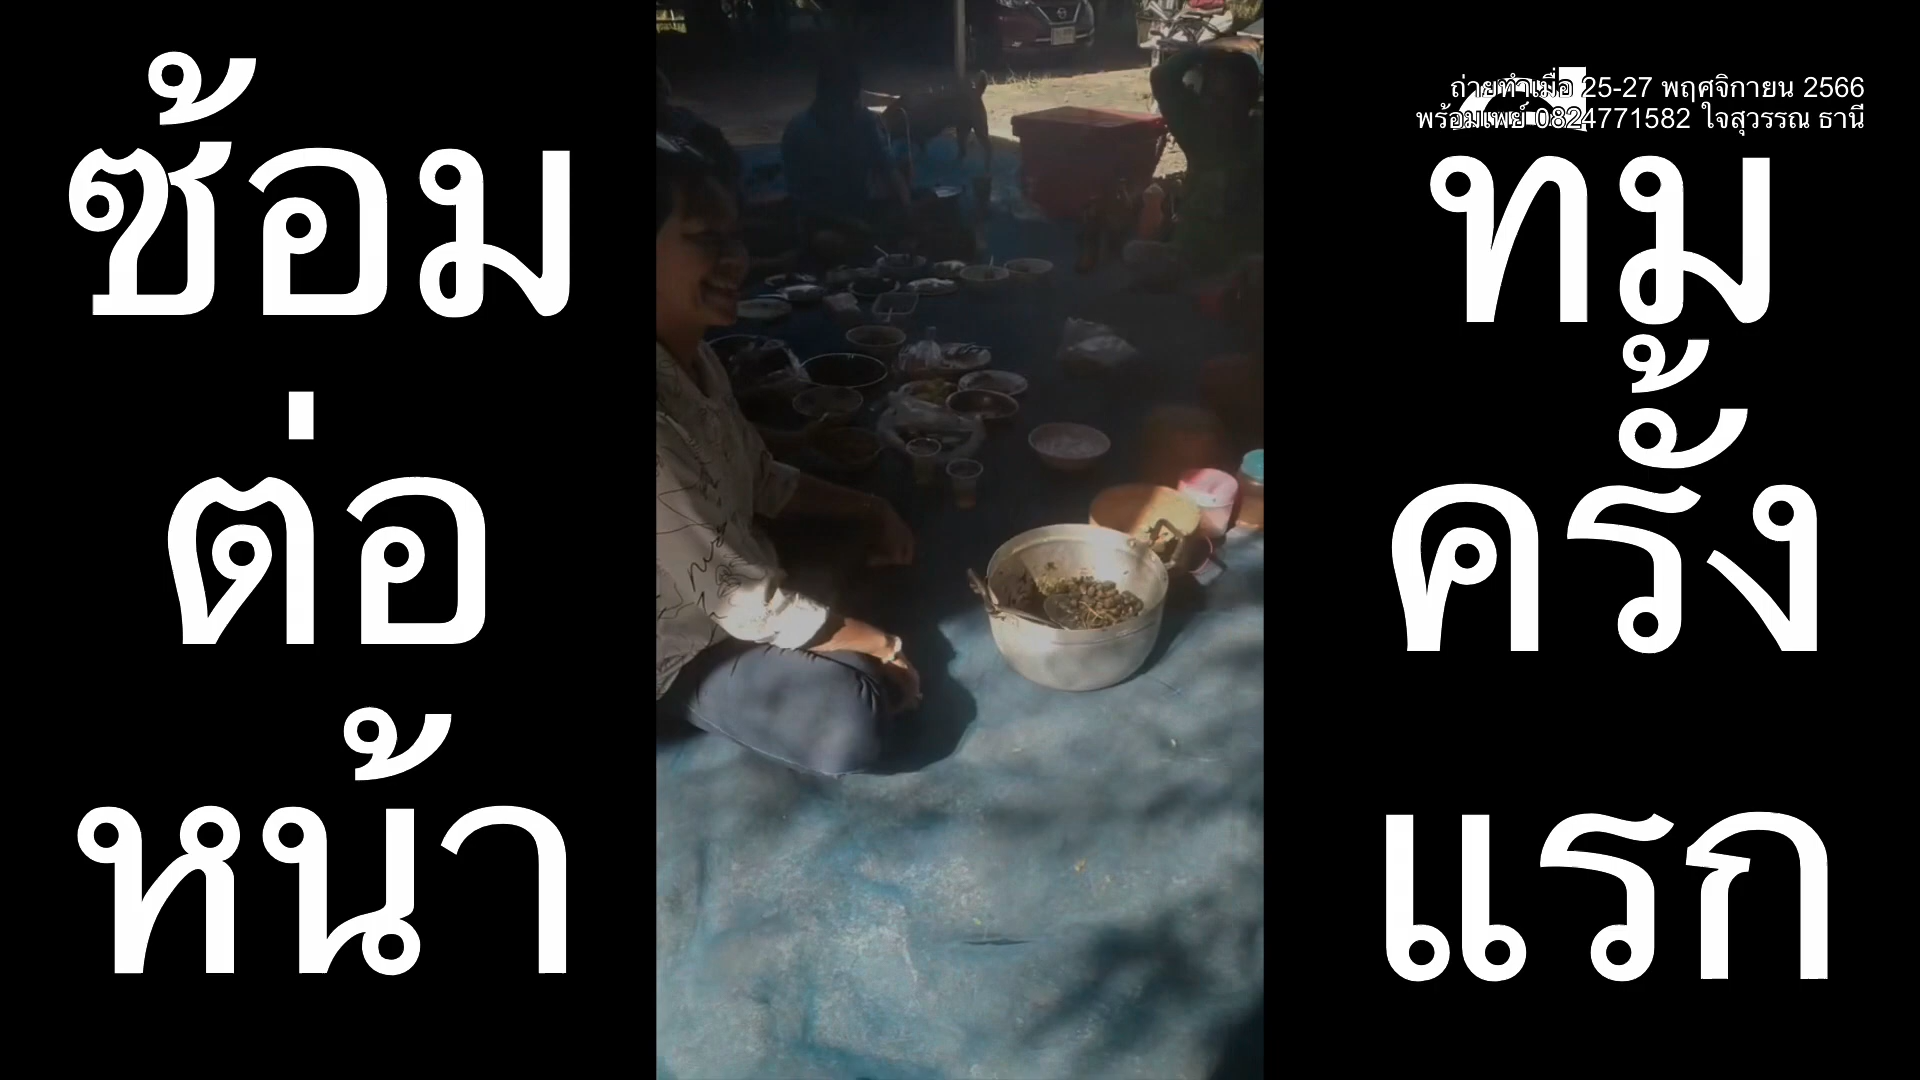 ซ้อม
ต่อ
หน้า
ถ่ายทำเมื่อ 25-27 พฤศจิกายน 2566
พร้อมเพย์ 0824771582 ใจสุวรรณ ธานี
ที่ม
ครั้ง
แรก